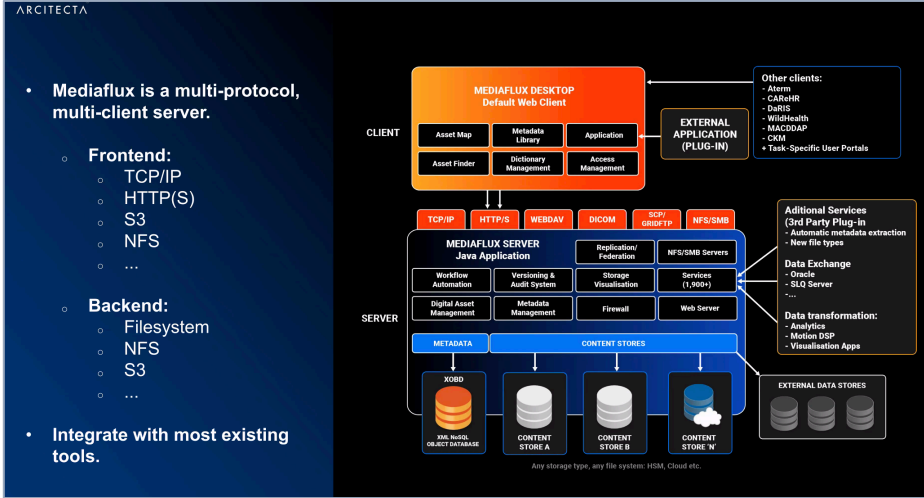 ARCITECTA
• Mediaflux is a multi-protocol,
multi-client server.
○ Frontend:
○ TCP/IP
○ HTTP(S)
○ S3
○ NFS
○ ...
○ Backend:
○ Filesystem
○ NFS
○ S3
○ ...
• Integrate with most existing
tools.
CLIENT
MEDIAFLUX DESKTOP
Default Web Client
Asset Map
Metadata
Library
Application
Asset Finder
Dictionary
Management
Access
Management
EXTERNAL
APPLICATION
(PLUG-IN)
Other clients:
- Aterm
- CAReHR
- DaRIS
- WildHealth
- MACDDAP
- CKM
+ Task-Specific User Portals
TCP/IP
HTTP/S
WEBDAV
DICOM
SCP/
GRIDFTP
NFS/SMB
SERVER
MEDIAFLUX SERVER
Java Application
Replication/
Federation
NFS/SMB Servers
Workflow
Automation
Versioning &
Audit System
Storage
Visualisation
Services
(1,900+)
Digital Asset
Management
Metadata
Management
Firewall
Web Server
METADATA
CONTENT STORES
XOBD
XML NoSQL
OBJECT DATABASE
CONTENT
STORE A
CONTENT
STORE B
CONTENT
STORE 'N'
Any storage type, any file system: HSM, Cloud etc.
Aditional Services
(3rd Party Plug-in
- Automatic metadata extraction
- New file types
Data Exchange
- Oracle
- SLQ Server
-...
Data transformation:
- Analytics
- Motion DSP
- Visualisation Apps
EXTERNAL DATA STORES